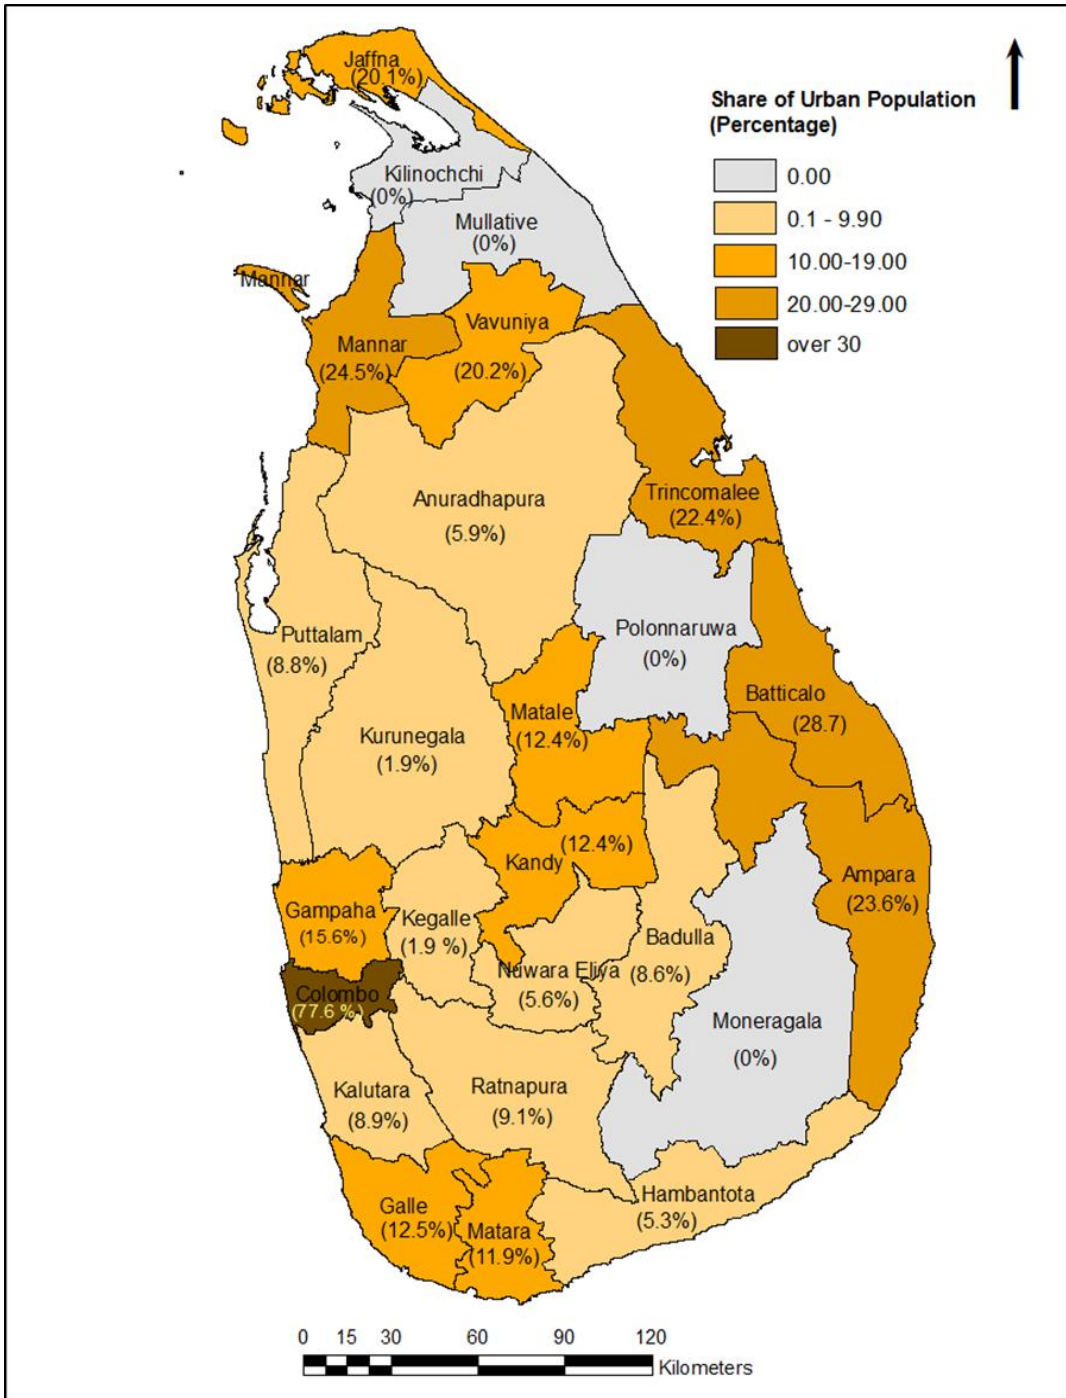 Jaffna
(20.1%)
Share of Urban Population
(Percentage)
0.00
0.1 - 9.90
10.00-19.00
20.00-29.00
over 30
Kilinochchi
(0%)
Mullative
(0%)
Mannar
Vavuniya
(20.2%)
Mannar
(24.5%)
Anuradhapura
(5.9%)
Trincomalee
(22.4%)
Puttalam
(8.8%)
Polonnaruwa
(0%)
Batticalo
(28.7)
Matale
(12.4%)
Kurunegala
(1.9%)
Kandy
(12.4%)
Ampara
(23.6%)
Gampaha
(15.6%)
Kegalle
(1.9 %)
Badulla
(8.6%)
Nuwara Eliya
(5.6%)
Colombo
(77.6 %)
Moneragala
(0%)
Kalutara
(8.9%)
Ratnapura
(9.1%)
Hambantota
(5.3%)
Galle
(12.5%)
Matara
(11.9%)
0 15 30 60 90 120
Kilometers